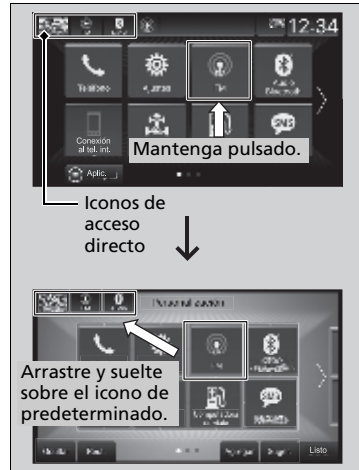 12:34
Teléfono
Ajustes
FM
Audio
Bluetooth
Conexión
al tel. int.
SMS
Mantenga pulsado.
Aplic.
Iconos de
acceso
directo
Personalización
Arrastre y suelte
sobre el icono de
predeterminado.
SMS
Listo